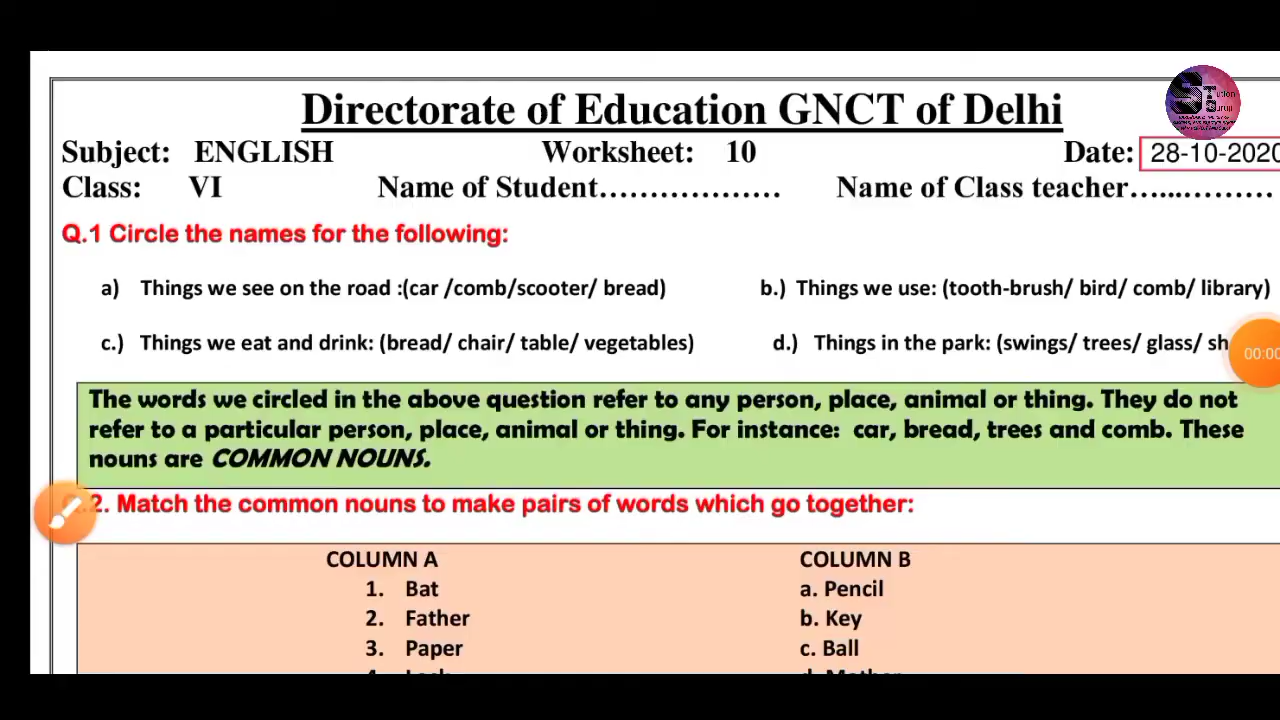 Directorate of Education GNCT of Delhi
Subject: ENGLISH Worksheet: 10 Date: 28-10-2020
Class: VI Name of Student……………… Name of Class teacher…...………
Q.1 Circle the names for the following:
a) Things we see on the road :(car /comb/scooter/ bread) b.) Things we use: (tooth-brush/ bird/ comb/ library)
c.) Things we eat and drink: (bread/ chair/ table/ vegetables) d.) Things in the park: (swings/ trees/ glass/
00:00
The words we circled in the above question refer to any person, place, animal or thing. They do not
refer to a particular person, place, animal or thing. For instance: car, bread, trees and comb. These
nouns are COMMON NOUNS.
2. Match the common nouns to make pairs of words which go together:
COLUMN A COLUMN B
1. Bat a. Pencil
2. Father b. Key
3. Paper c. Ball